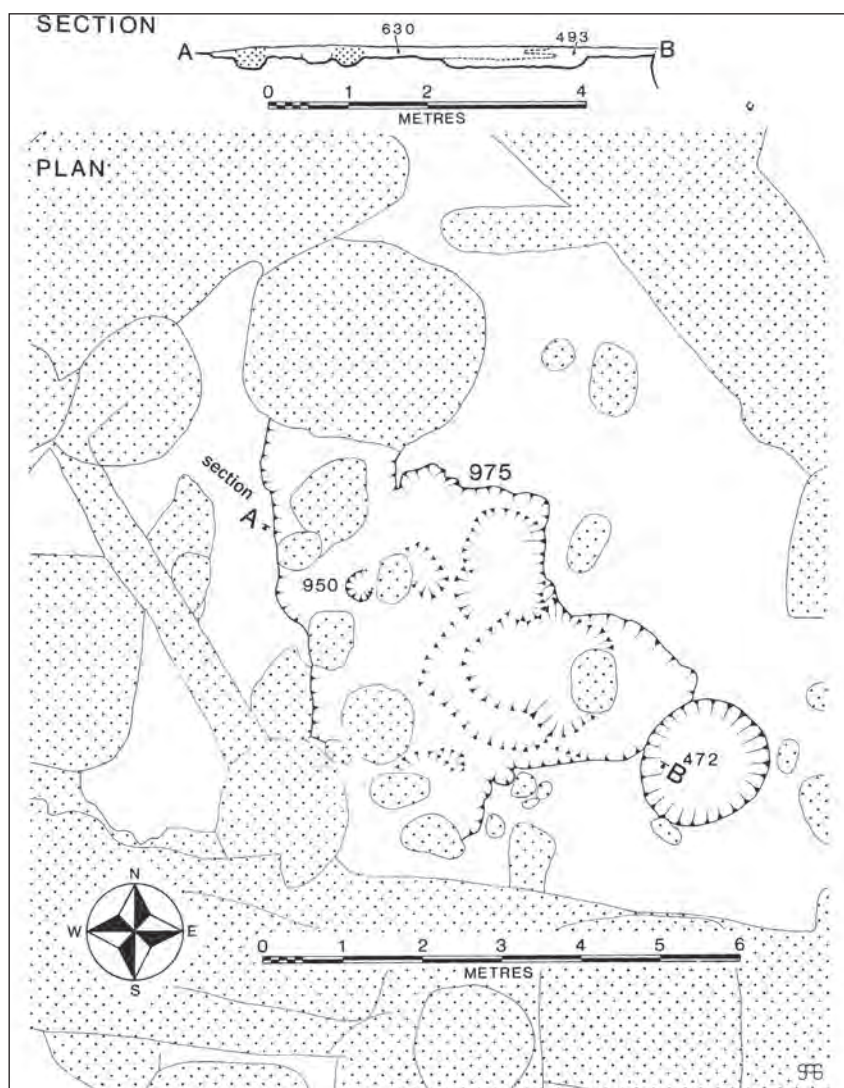 SECTION
630
493
A
B
0 1 2 4
METRES
PLAN
975
section
A
950
472
B
N
W E
S
0 1 2 3 4 5 6
METRES